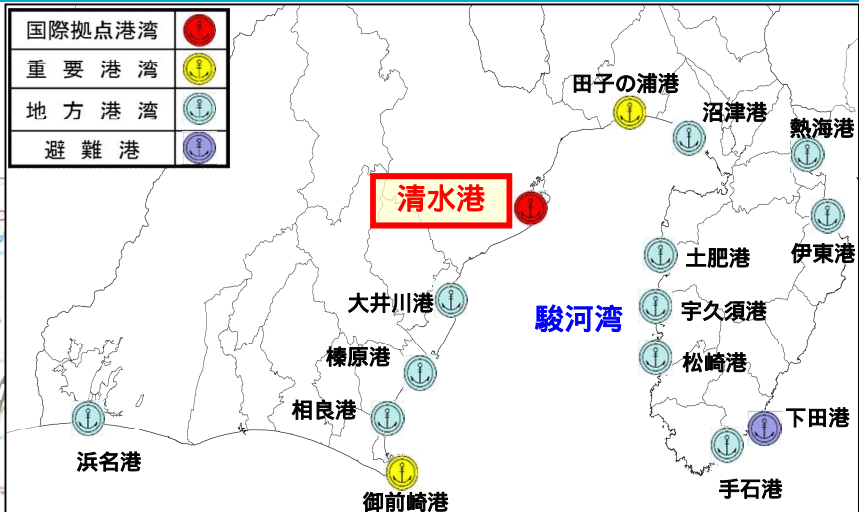 国際拠点港湾
重要港湾
地方港湾
避難港
田子の浦港
沼津港
熱海港
清水港
伊東港
土肥港
大井川港
宇久須港
駿河湾
榛原港
松崎港
相良港
下田港
浜名港
手石港
御前崎港